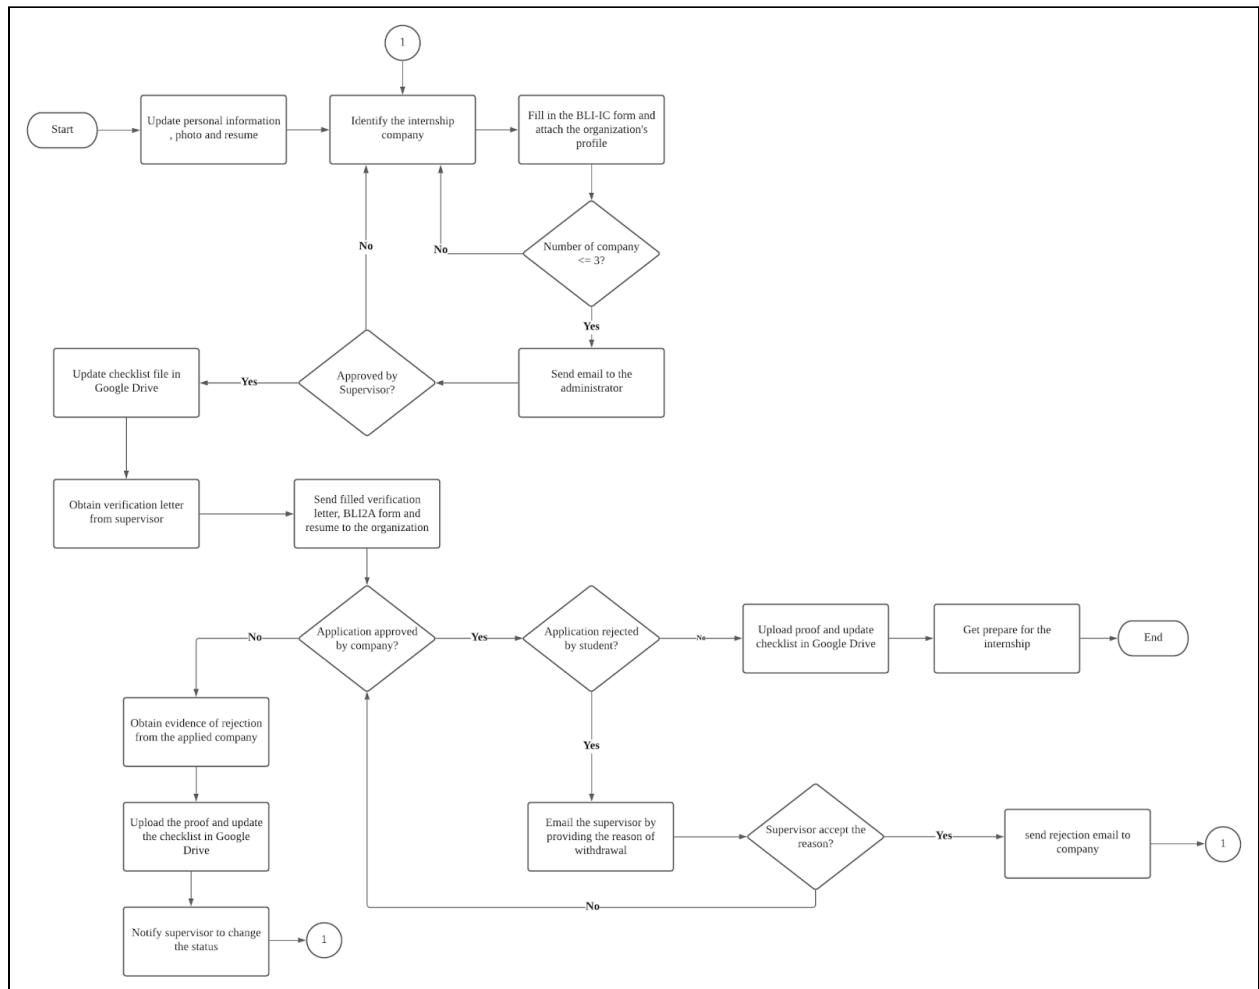 1
Start
Update personal information
, photo and resume
Identify the internship
company
Fill in the BLI-IC form and
attach the organization's
profile
No
No
Number of company
<= 3?
Yes
Update checklist file in
Google Drive
Yes
Approved by
Supervisor?
Send email to the
administrator
Obtain verification letter
from supervisor
Send filled verification
letter, BLI2A form and
resume to the organization
No
Application approved
by company?
Yes
Application rejected
by student?
No
Upload proof and update
checklist in Google Drive
Get prepare for the
internship
End
Obtain evidence of rejection
from the applied company
Yes
Upload the proof and update
the checklist in Google
Drive
Email the supervisor by
providing the reason of
withdrawal
Supervisor accept the
reason?
Yes
send rejection email to
company
1
No
Notify supervisor to change
the status
1